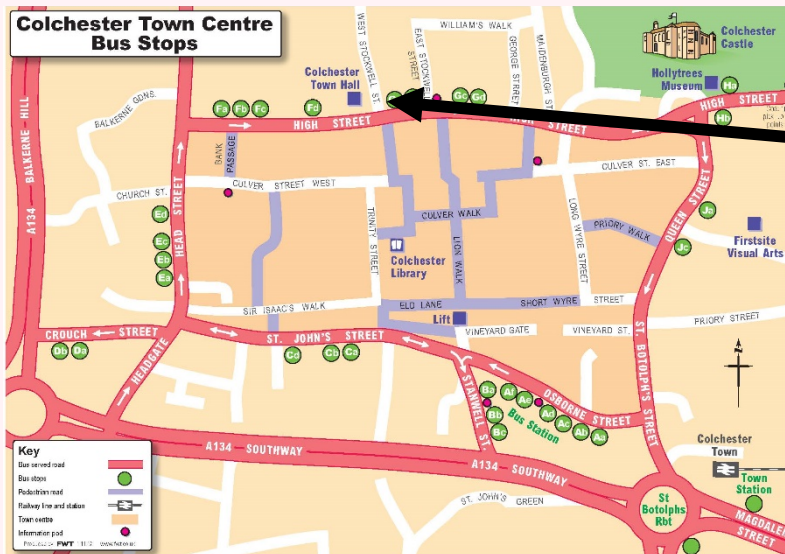 Colchester Town Centre
Bus Stops
WEST STOCKWELL ST.
EAST STOCKWELL
STREET
WILLIAM'S WALK
GEORGE STREET
MAIDENBURGH ST.
Colchester
Castle
Colchester
Town Hall
Hollytrees
Museum
Ha
HIGH STREET
Hb
BALKERNE GDNS.
A134 BALKERNE HILL
Fa
Fb
Fc
Fd
Gc
Gd
HIGH STREET
BANK
PASSAGE
CULVER ST. EAST
CHURCH ST.
CULVER STREET WEST
CULVER WALK
TRINITY STREET
LION WALK
LONG WYRE STREET
PRIORY WALK
QUEEN STREET
Ja
Jc
Firstsite
Visual Arts
Ed
Ec
Eb
Ea
HEAD STREET
Colchester
Library
SIR ISAAC'S WALK
ELD LANE
SHORT WYRE
STREET
Lift
VINEYARD GATE
VINEYARD ST.
PRIORY STREET
CROUCH STREET
Db
Da
HEADGATE
ST. JOHN'S STREET
Cd
Cb
Ca
STANWELL ST.
OSBORNE STREET
ST. BOTOLPH'S STREET
N
Ba
Bb
Bc
Af
Ae
Ad
Ac
Ab
Aa
Bus Station
A134 SOUTHWAY
A134 SOUTHWAY
ST. JOHN'S GREEN
St
Botolphs
Rbt
Colchester
Town
Town
Station
MAGDALEN
STREET
Key
Bus served road
Bus stops
Pedestrian road
Railway line and station
Town centre
Information pod
FWT